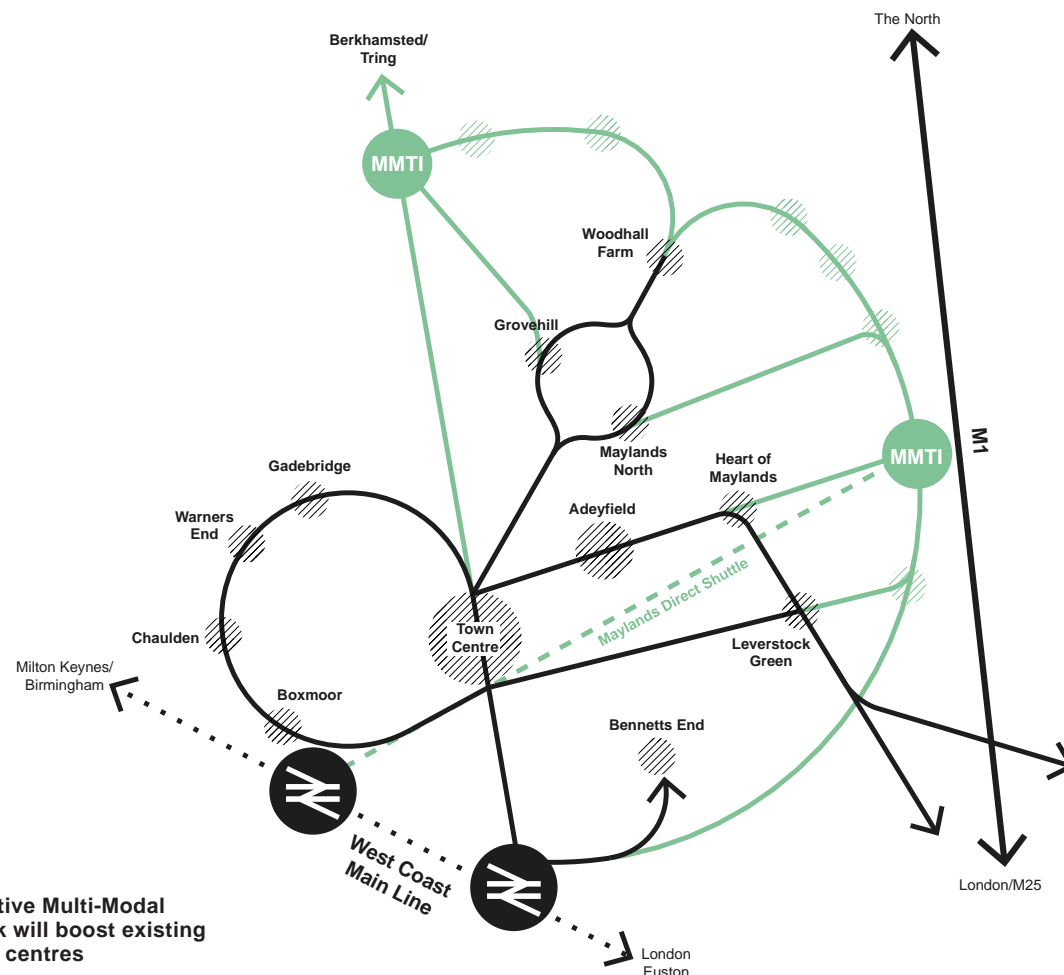 The North
Berkhamsted/
Tring
MMTI
Woodhall
Farm
Grovehill
M1
MMTI
Maylands
North
Heart of
Maylands
Gadebridge
Adeyfield
Warners
End
Maylands Direct Shuttle
Town
Centre
Chaulden
Leverstock
Green
Milton Keynes/
Birmingham
Boxmoor
Bennetts End
West Coast
Main Line
London/M25
tive Multi-Modal
k will boost existing
centres
London
Euston